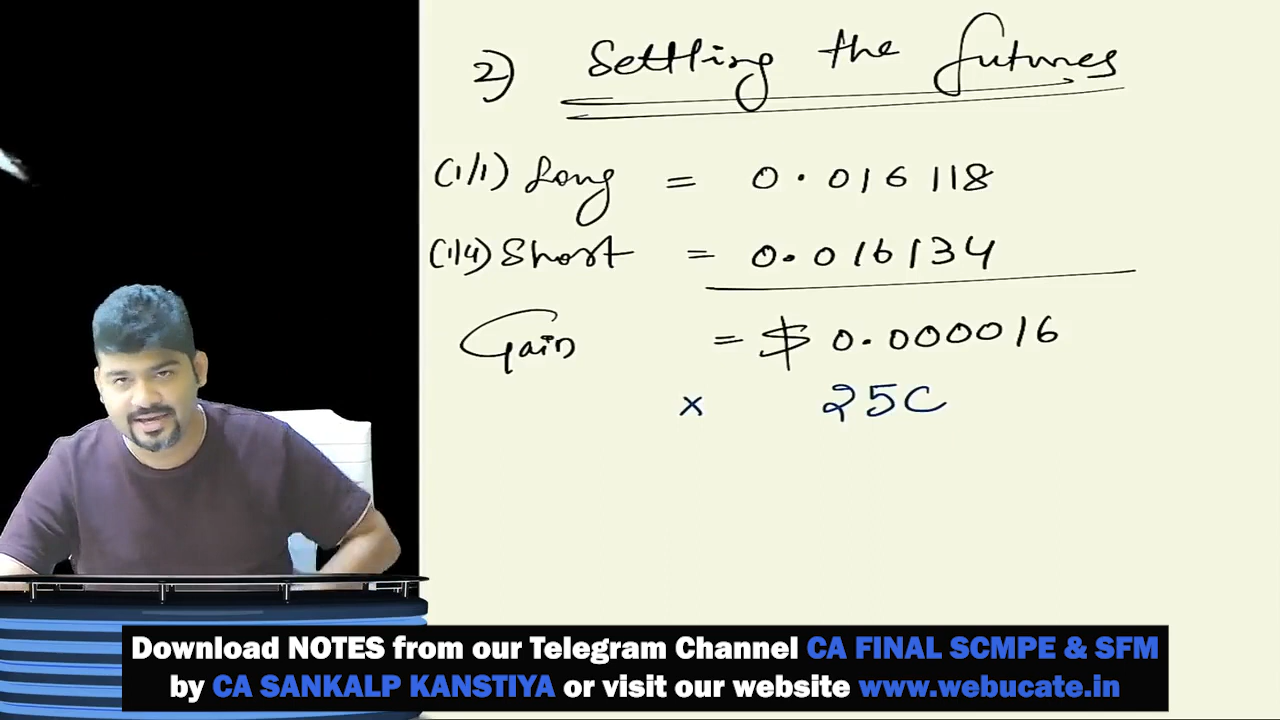 2) Settling the futures
(1/1) Long = 0.016118
(1/4) Short = 0.016134
Gain = $ 0.000016
× 25C
Download NOTES from our Telegram Channel CA FINAL SCMPE & SFM
by CA SANKALP KANSTIYA or visit our website www.webucate.in